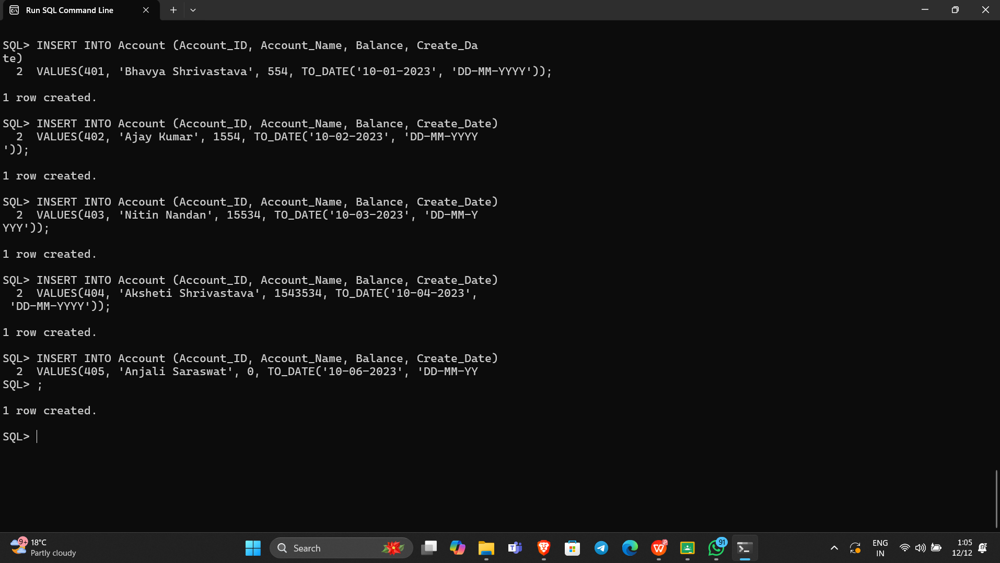 Run SQL Command Line
SQL> INSERT INTO Account (Account_ID, Account_Name, Balance, Create_Da
te)
  2  VALUES(401, 'Bhavya Shrivastava', 554, TO_DATE('10-01-2023', 'DD-MM-YYYY'));
1 row created.
SQL> INSERT INTO Account (Account_ID, Account_Name, Balance, Create_Date)
  2  VALUES(402, 'Ajay Kumar', 1554, TO_DATE('10-02-2023', 'DD-MM-YYYY
'));
1 row created.
SQL> INSERT INTO Account (Account_ID, Account_Name, Balance, Create_Date)
  2  VALUES(403, 'Nitin Nandan', 15534, TO_DATE('10-03-2023', 'DD-MM-Y
YYY'));
1 row created.
SQL> INSERT INTO Account (Account_ID, Account_Name, Balance, Create_Date)
  2  VALUES(404, 'Aksheti Shrivastava', 1543534, TO_DATE('10-04-2023',
 'DD-MM-YYYY'));
1 row created.
SQL> INSERT INTO Account (Account_ID, Account_Name, Balance, Create_Date)
  2  VALUES(405, 'Anjali Saraswat', 0, TO_DATE('10-06-2023', 'DD-MM-YY
SQL> ;
1 row created.
SQL>
9+
18°C
Partly cloudy
Search
91
ENG
IN
1:05
12/12